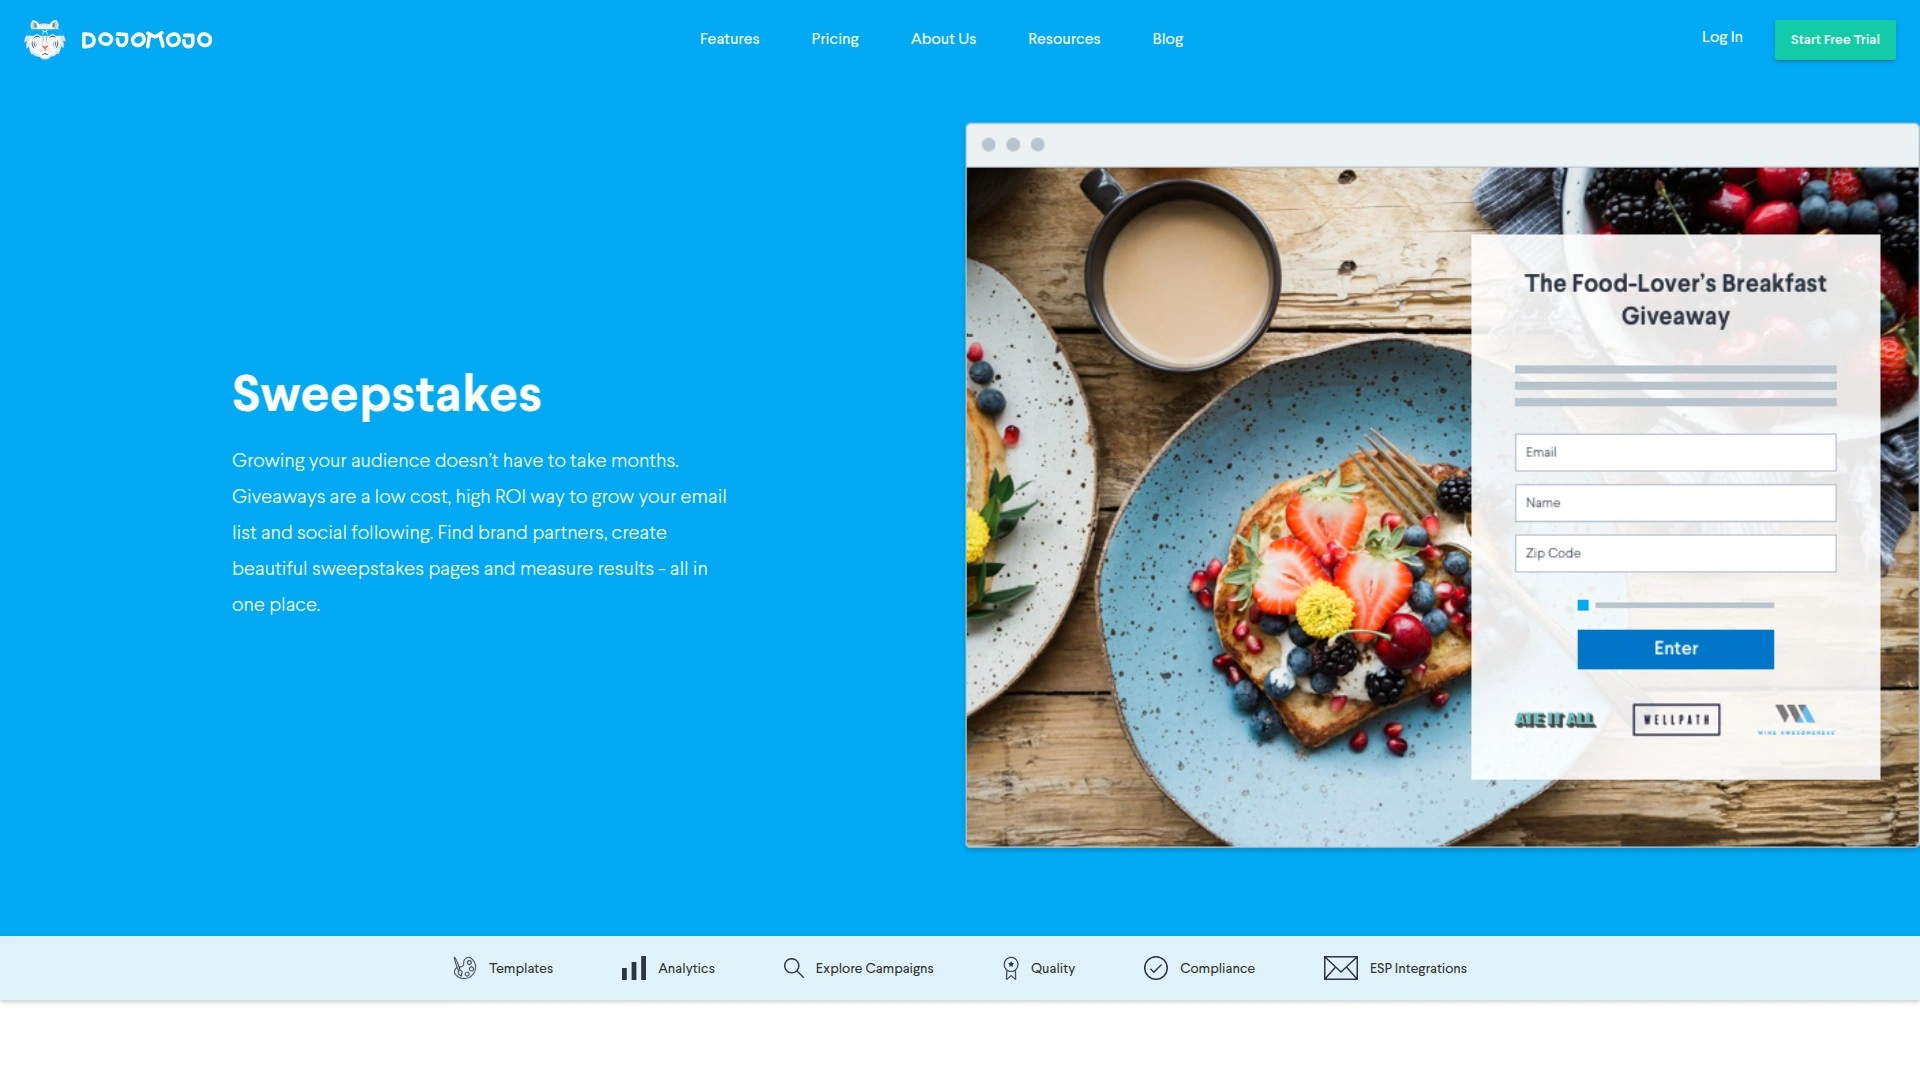 DOJOMOJO
Features
Pricing
About Us
Resources
Blog
Log In
Start Free Trial
Sweepstakes
Growing your audience doesn't have to take months.
Giveaways are a low cost, high ROI way to grow your email
list and social following. Find brand partners, create
beautiful sweepstakes pages and measure results - all in
one place.
The Food-Lover's Breakfast
Giveaway
Email
Name
Zip Code
Enter
ATE IT ALL
WELLPATH
WINE AWESOMENESS
Templates
Analytics
Explore Campaigns
Quality
Compliance
ESP Integrations